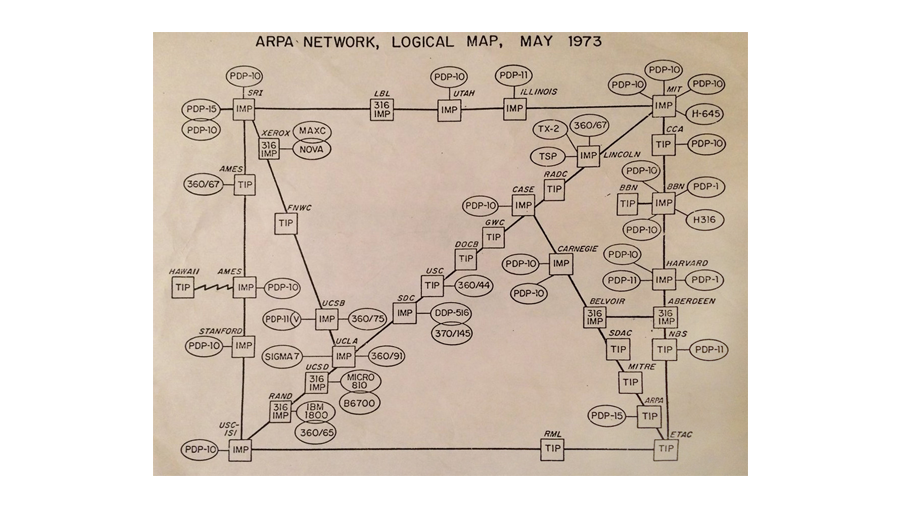 ARPA NETWORK, LOGICAL MAP, MAY 1973
PDP-10
SRI
PDP-15
IMP
PDP-10
LBL
316
IMP
PDP-10
UTAH
IMP
PDP-11
ILLINOIS
IMP
PDP-10
PDP-10
PDP-10
MIT
IMP
H-645
XEROX
316
IMP
MAXC
NOVA
TX-2
360/67
TSP
IMP
LINCOLN
CCA
TIP
PDP-10
AMES
360/67
TIP
RADC
TIP
PDP-10
BBN
TIP
BBN
IMP
PDP-1
PDP-10
H316
CASE
PDP-10
IMP
FNWC
TIP
GWC
TIP
DOCB
TIP
CARNEGIE
PDP-10
IMP
PDP-10
PDP-10
HARVARD
PDP-11
IMP
PDP-1
HAWAII
TIP
AMES
IMP
PDP-10
USC
TIP
360/44
BELVOIR
316
IMP
ABERDEEN
316
IMP
UCSB
PDP-11
V
IMP
360/75
SDC
IMP
DDP-516
370/145
STANFORD
PDP-10
IMP
UCLA
SIGMA7
IMP
360/91
SDAC
TIP
NBS
TIP
PDP-11
UCSD
316
IMP
MICRO
810
B6700
MITRE
TIP
RAND
316
IMP
IBM
1800
360/65
ARPA
PDP-15
TIP
USC-
ISI
PDP-10
IMP
RML
TIP
ETAC
TIP